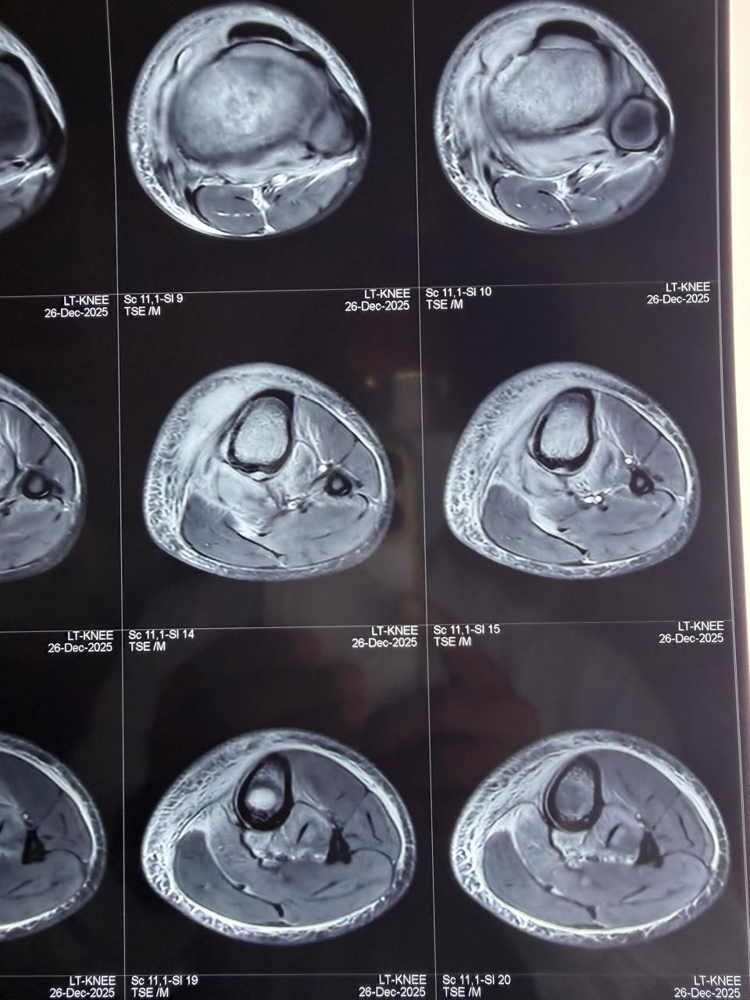 LT-KNEE
26-Dec-2025
Sc 11,1-Sl 9
TSE /M
LT-KNEE
26-Dec-2025
Sc 11,1-Sl 10
TSE /M
LT-KNEE
26-Dec-2025
LT-KNEE
26-Dec-2025
Sc 11,1-Sl 14
TSE /M
LT-KNEE
26-Dec-2025
Sc 11,1-Sl 15
TSE /M
LT-KNEE
26-Dec-2025
LT-KNEE
26-Dec-2025
Sc 11,1-Sl 19
TSE /M
LT-KNEE
26-Dec-2025
Sc 11,1-Sl 20
TSE /M
LT-KNEE
26-Dec-2025